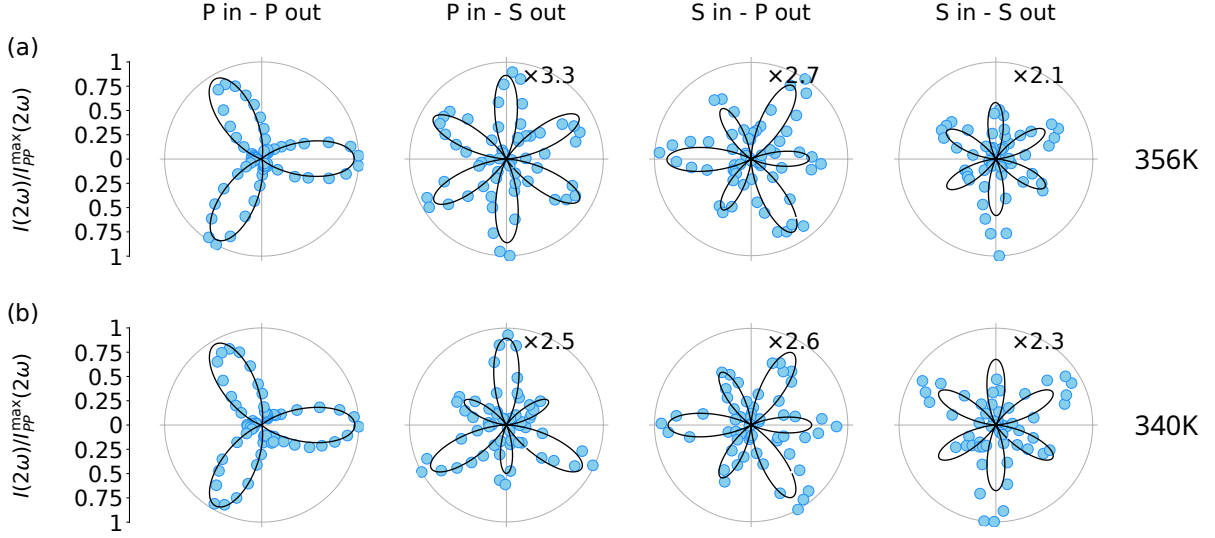 P in - P out P in - S out S in - P out S in - S out
(a)
I(2ω)/I_PP^max(2ω)
1
0.75
0.5
0.25
0
0.25
0.5
0.75
1
×3.3 ×2.7 ×2.1
356K
(b)
I(2ω)/I_PP^max(2ω)
1
0.75
0.5
0.25
0
0.25
0.5
0.75
1
×2.5 ×2.6 ×2.3
340K